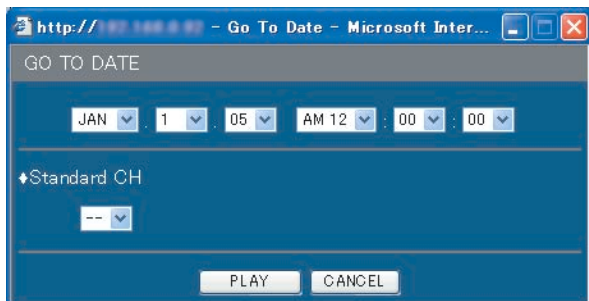 http:// - Go To Date - Microsoft Inter...
GO TO DATE
JAN . 1 . 05 AM 12 : 00 : 00
♦Standard CH
--
PLAY CANCEL